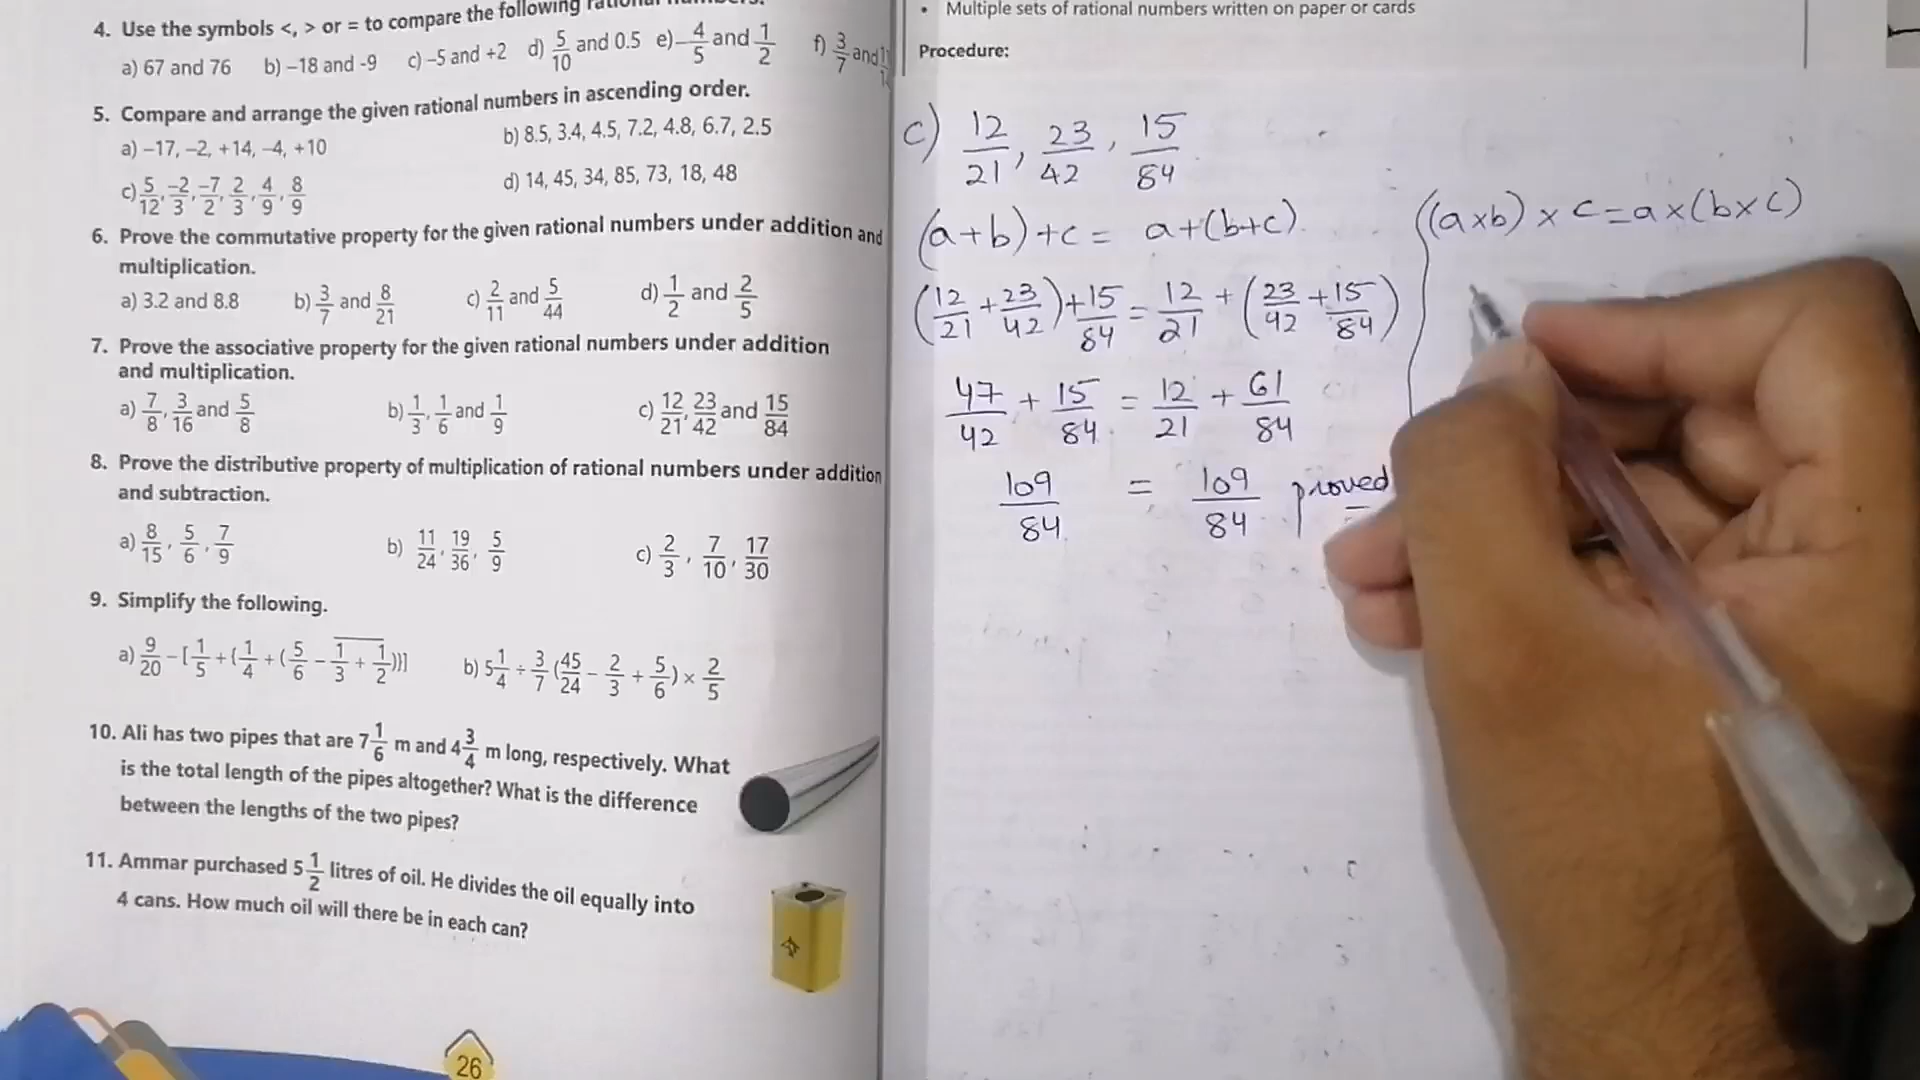 4. Use the symbols <, > or = to compare the following rational numbers.
a) 67 and 76 b) –18 and -9 c) –5 and +2 d) 5/10 and 0.5 e) –4/5 and 1/2 f) 3/7 and
5. Compare and arrange the given rational numbers in ascending order.
a) –17, –2, +14, –4, +10 b) 8.5, 3.4, 4.5, 7.2, 4.8, 6.7, 2.5
c) 5/12, –2/3, –7/2, 2/3, 4/9, 8/9 d) 14, 45, 34, 85, 73, 18, 48
6. Prove the commutative property for the given rational numbers under addition and
multiplication.
a) 3.2 and 8.8 b) 3/7 and 8/21 c) 2/11 and 5/44 d) 1/2 and 2/5
7. Prove the associative property for the given rational numbers under addition
and multiplication.
a) 7/8, 3/16 and 5/8 b) 1/3, 1/6 and 1/9 c) 12/21, 23/42 and 15/84
8. Prove the distributive property of multiplication of rational numbers under addition
and subtraction.
a) 8/15, 5/6, 7/9 b) 11/24, 19/36, 5/9 c) 2/3, 7/10, 17/30
9. Simplify the following.
a) 9/20 – [1/5 + {1/4 + (5/6 – 1/3 + 1/2)}] b) 5 1/4 ÷ 3/7 (45/24 – 2/3 + 5/6) × 2/5
10. Ali has two pipes that are 7 1/6 m and 4 3/4 m long, respectively. What
is the total length of the pipes altogether? What is the difference
between the lengths of the two pipes?
11. Ammar purchased 5 1/2 litres of oil. He divides the oil equally into
4 cans. How much oil will there be in each can?
26
• Multiple sets of rational numbers written on paper or cards
Procedure:
c) 12/21, 23/42, 15/84
(a+b)+c = a+(b+c)
(12/21 + 23/42) + 15/84 = 12/21 + (23/42 + 15/84)
47/42 + 15/84 = 12/21 + 61/84
109/84 = 109/84 proved
(a×b) × c = a×(b×c)